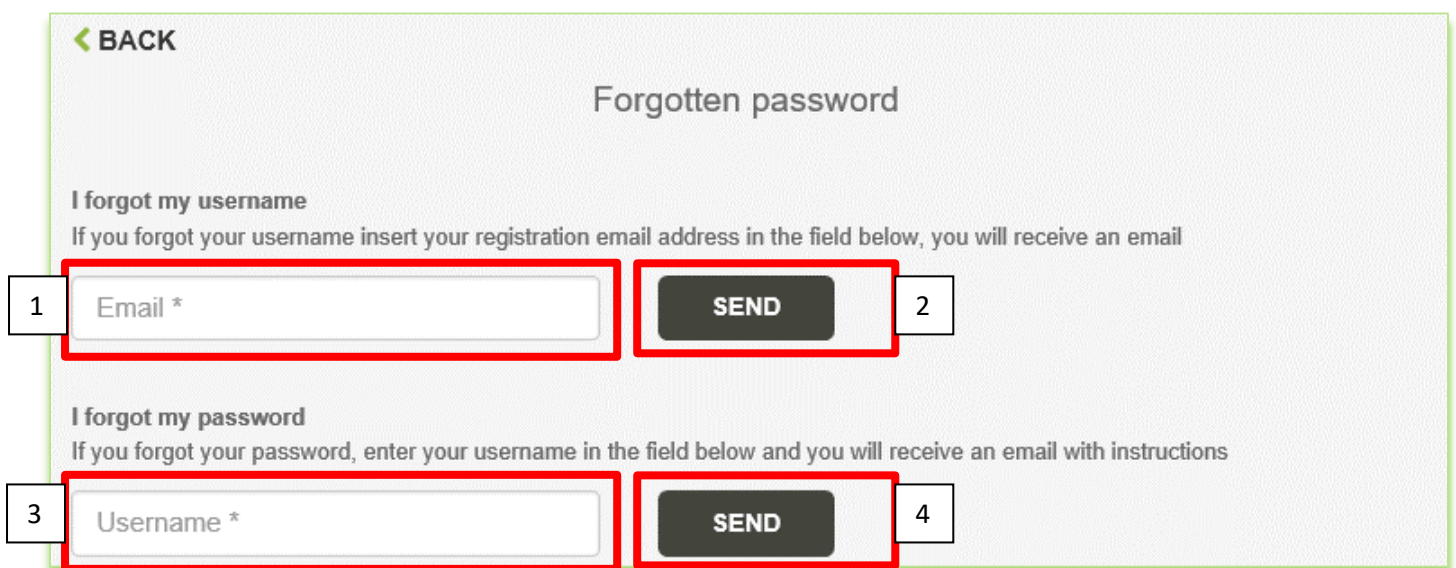 BACK
Forgotten password
I forgot my username
If you forgot your username insert your registration email address in the field below, you will receive an email
1 Email * SEND 2
I forgot my password
If you forgot your password, enter your username in the field below and you will receive an email with instructions
3 Username * SEND 4